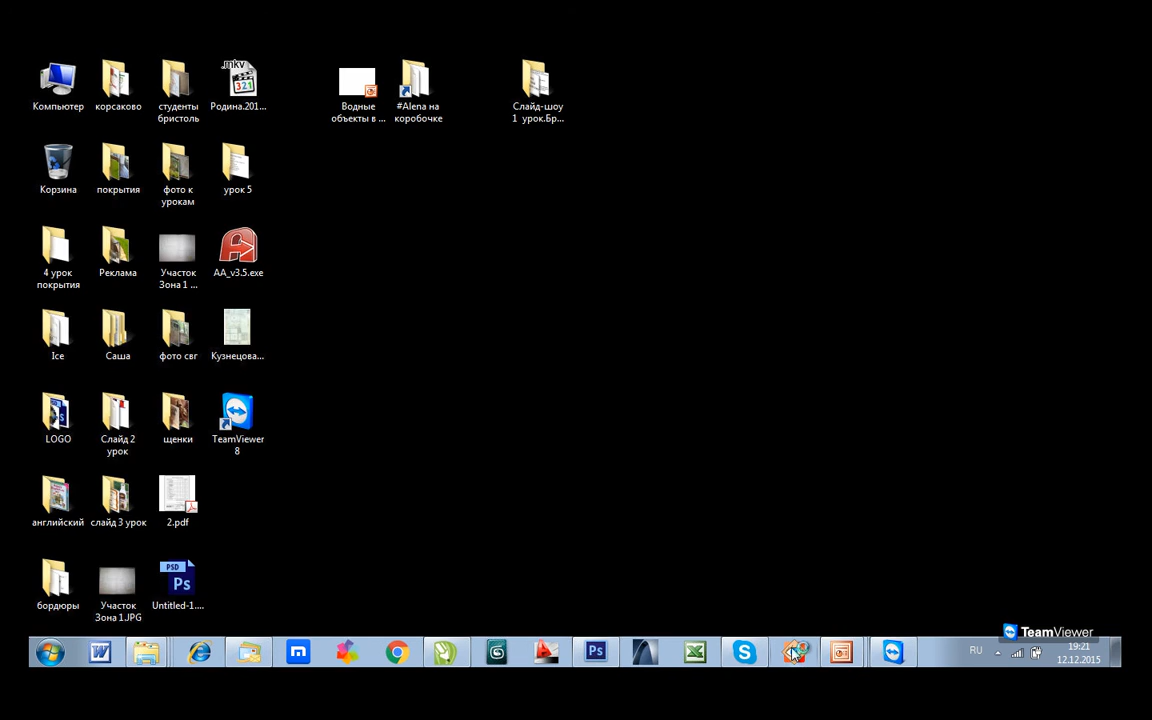 .mkv
321
Компьютер
корсаково
студенты
бристоль
Родина.201...
Водные
объекты в ...
#Alena на
коробочке
Слайд-шоу
1 урок.Бр...
Корзина
покрытия
фото к
урокам
урок 5
4 урок
покрытия
Реклама
Участок
Зона 1 ...
AA_v3.5.exe
Ice
Саша
фото свг
Кузнецова...
LOGO
Слайд 2
урок
щенки
TeamViewer
8
английский
слайд 3 урок
2.pdf
PSD
Ps
бордюры
Участок
Зона 1.JPG
Untitled-1....
TeamViewer
Ps
RU
19:21
12.12.2015